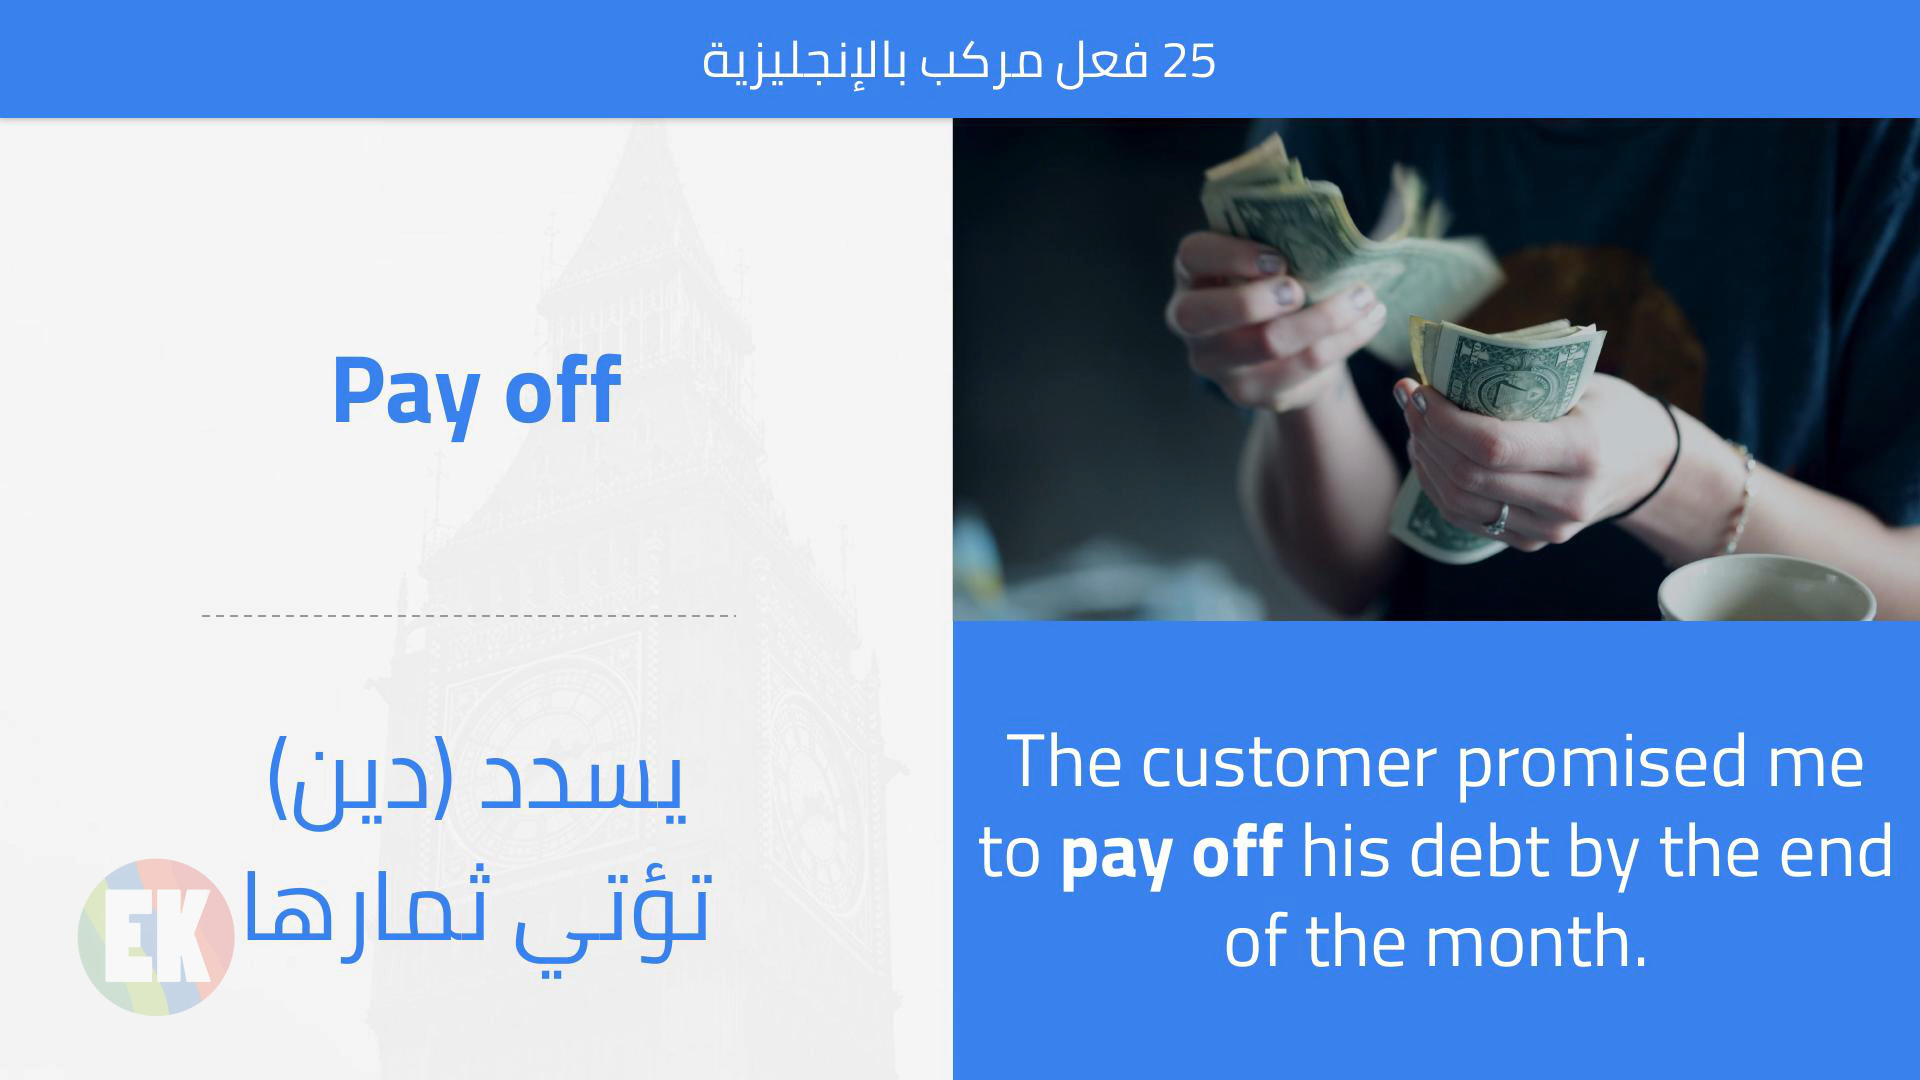 25 فعل مركب بالإنجليزية
Pay off
يسدد (دين)
تؤتي ثمارها
EK
The customer promised me
to pay off his debt by the end
of the month.